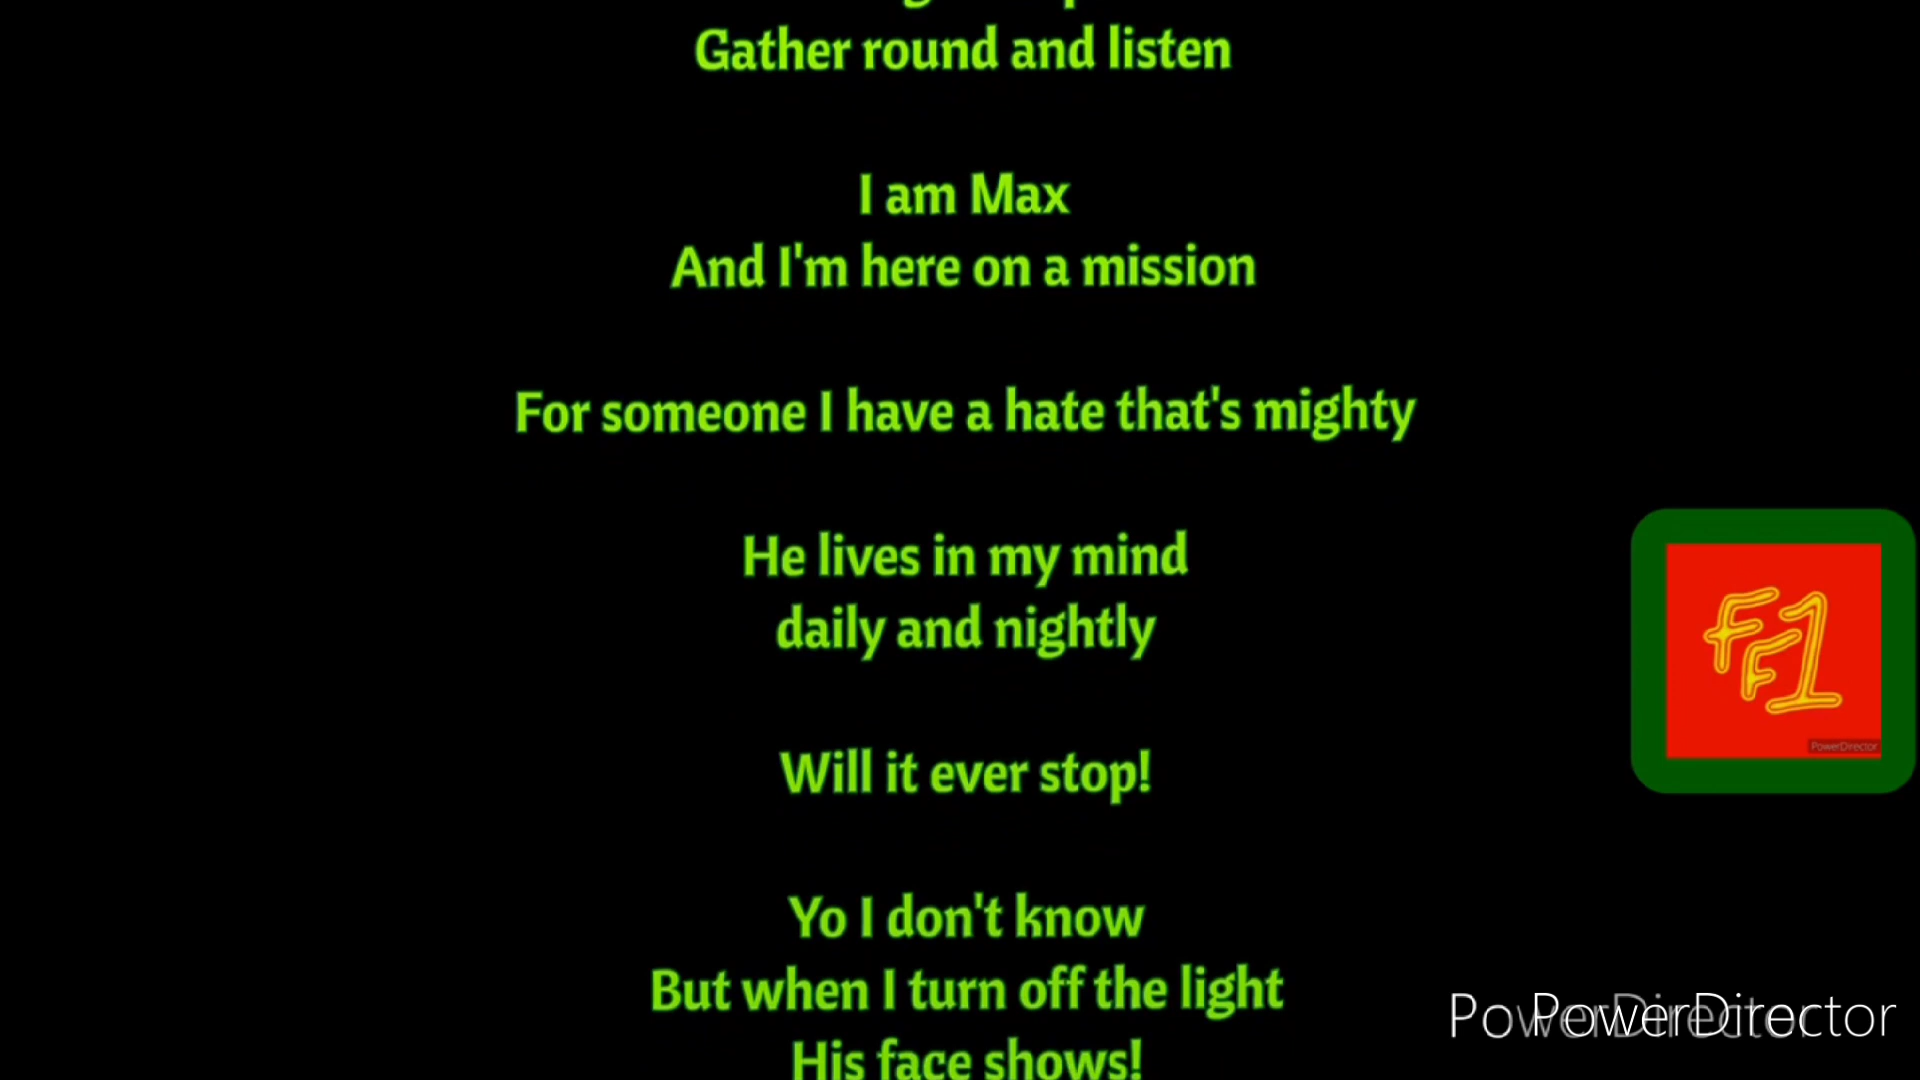 Gather round and listen
I am Max
And I'm here on a mission
For someone I have a hate that's mighty
He lives in my mind
daily and nightly
Will it ever stop!
Yo I don't know
But when I turn off the light
His face shows!
FF1
PowerDirector
PowerDirector
PowerDirector